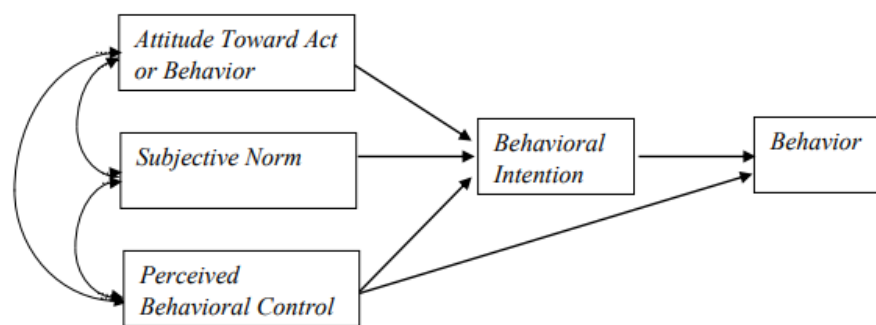 Attitude Toward Act
or Behavior
Subjective Norm
Behavioral
Intention
Behavior
Perceived
Behavioral Control